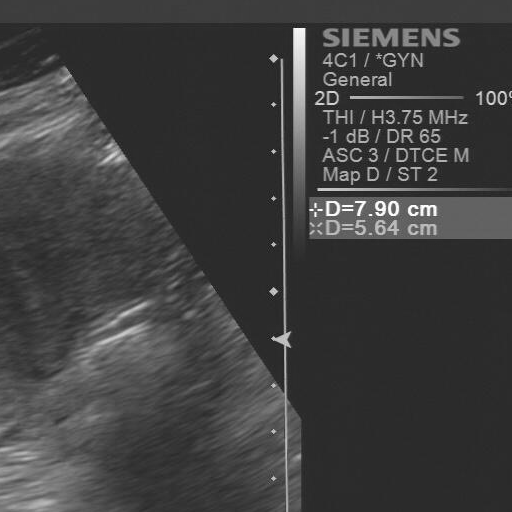 SIEMENS
4C1 / *GYN
General
2D 100%
THI / H3.75 MHz
-1 dB / DR 65
ASC 3 / DTCE M
Map D / ST 2
D=7.90 cm
D=5.64 cm